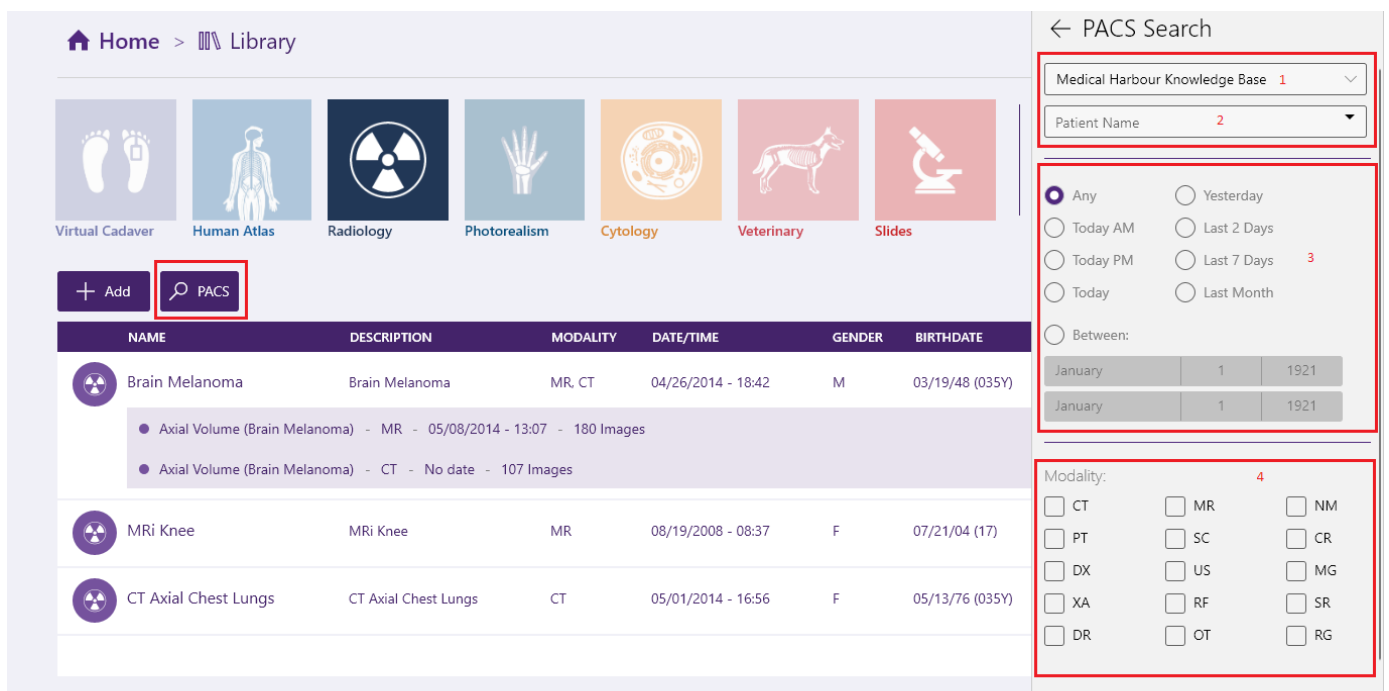 Home > Library
Virtual Cadaver
Human Atlas
Radiology
Photorealism
Cytology
Veterinary
Slides
+ Add
PACS
NAME DESCRIPTION MODALITY DATE/TIME GENDER BIRTHDATE
Brain Melanoma Brain Melanoma MR, CT 04/26/2014 - 18:42 M 03/19/48 (035Y)
Axial Volume (Brain Melanoma) - MR - 05/08/2014 - 13:07 - 180 Images
Axial Volume (Brain Melanoma) - CT - No date - 107 Images
MRi Knee MRi Knee MR 08/19/2008 - 08:37 F 07/21/04 (17)
CT Axial Chest Lungs CT Axial Chest Lungs CT 05/01/2014 - 16:56 F 05/13/76 (035Y)
← PACS Search
Medical Harbour Knowledge Base 1
Patient Name 2
Any Yesterday
Today AM Last 2 Days
Today PM Last 7 Days 3
Today Last Month
Between:
January 1 1921
January 1 1921
Modality: 4
CT MR NM
PT SC CR
DX US MG
XA RF SR
DR OT RG